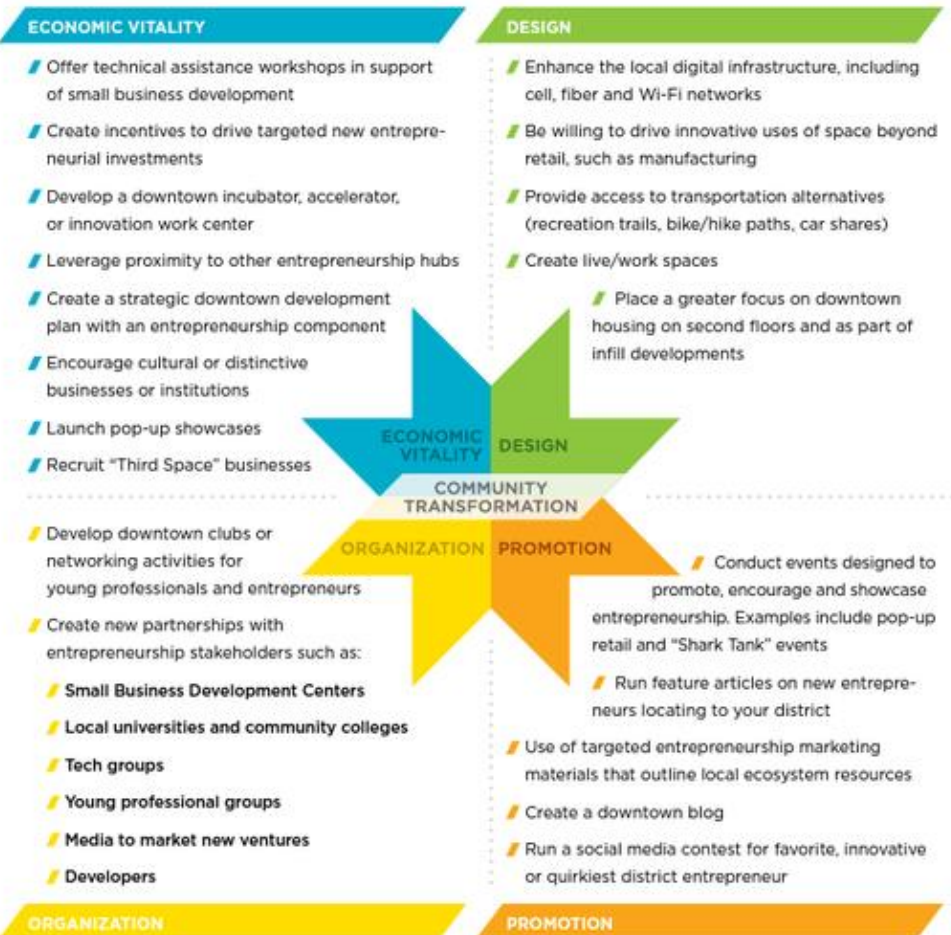 ECONOMIC VITALITY
Offer technical assistance workshops in support
of small business development
Create incentives to drive targeted new entrepre-
neurial investments
Develop a downtown incubator, accelerator,
or innovation work center
Leverage proximity to other entrepreneurship hubs
Create a strategic downtown development
plan with an entrepreneurship component
Encourage cultural or distinctive
businesses or institutions
Launch pop-up showcases
Recruit “Third Space” businesses
DESIGN
Enhance the local digital infrastructure, including
cell, fiber and Wi-Fi networks
Be willing to drive innovative uses of space beyond
retail, such as manufacturing
Provide access to transportation alternatives
(recreation trails, bike/hike paths, car shares)
Create live/work spaces
Place a greater focus on downtown
housing on second floors and as part of
infill developments
ECONOMIC
VITALITY
DESIGN
COMMUNITY
TRANSFORMATION
ORGANIZATION
PROMOTION
Develop downtown clubs or
networking activities for
young professionals and entrepreneurs
Create new partnerships with
entrepreneurship stakeholders such as:
Small Business Development Centers
Local universities and community colleges
Tech groups
Young professional groups
Media to market new ventures
Developers
ORGANIZATION
Conduct events designed to
promote, encourage and showcase
entrepreneurship. Examples include pop-up
retail and “Shark Tank” events
Run feature articles on new entrepre-
neurs locating to your district
Use of targeted entrepreneurship marketing
materials that outline local ecosystem resources
Create a downtown blog
Run a social media contest for favorite, innovative
or quirkiest district entrepreneur
PROMOTION